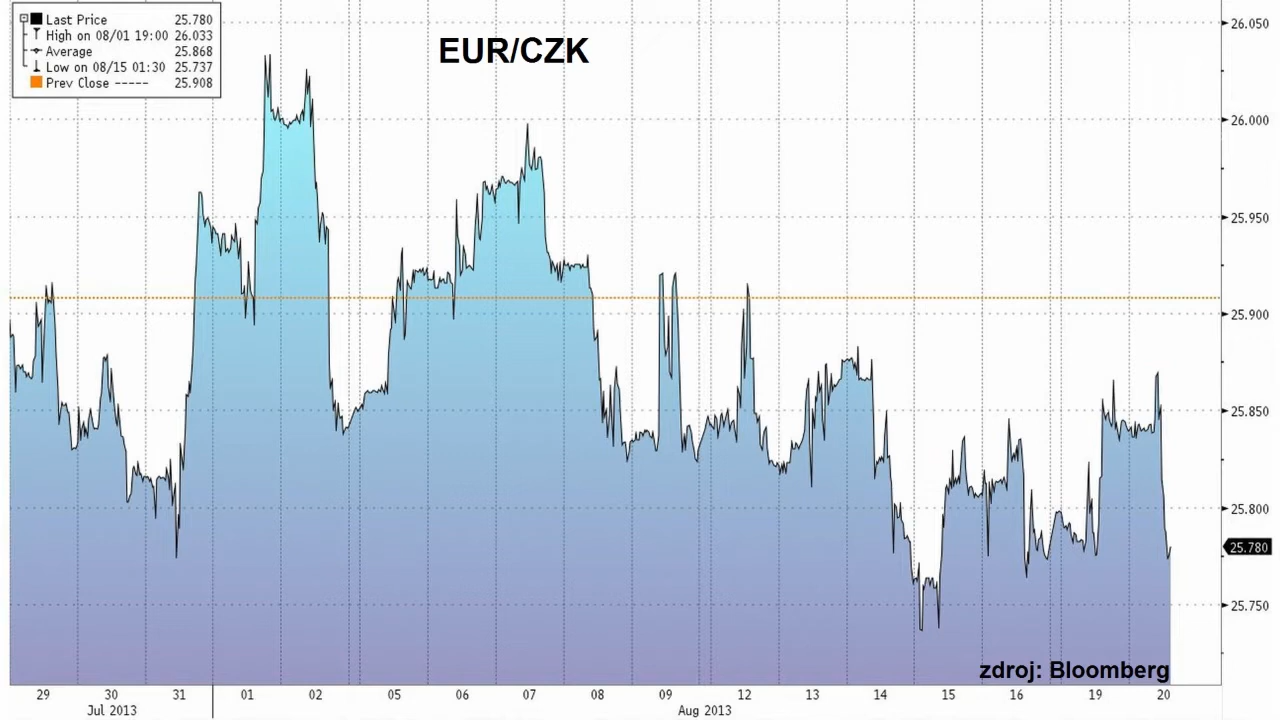 Last Price 25.780
High on 08/01 19:00 26.033
Average 25.868
Low on 08/15 01:30 25.737
Prev Close ----- 25.908
EUR/CZK
26.050
26.000
25.950
25.900
25.850
25.800
25.780
25.750
zdroj: Bloomberg
29 30 31 01 02 05 06 07 08 09 12 13 14 15 16 19 20
Jul 2013 Aug 2013